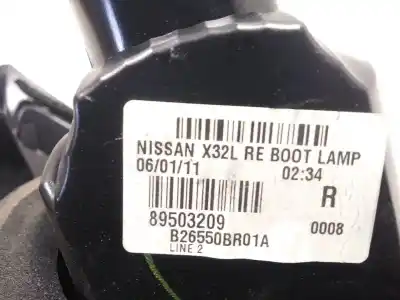 NISSAN X32L RE BOOT LAMP
06/01/11 02:34
R
89503209 0008
B26550BR01A
LINE 2